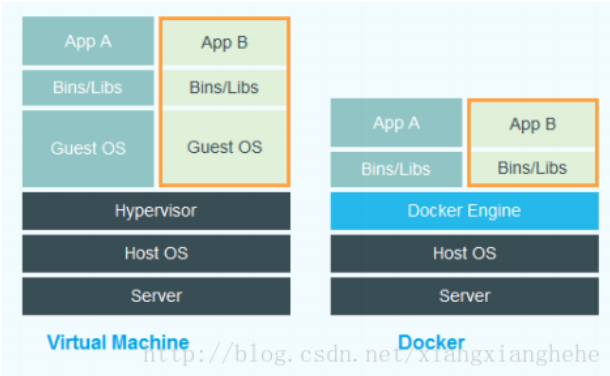 App A App B
Bins/Libs Bins/Libs
Guest OS Guest OS
Hypervisor
Host OS
Server
Virtual Machine
App A App B
Bins/Libs Bins/Libs
Docker Engine
Host OS
Server
Docker
http://blog.csdn.net/xiangxianghehe